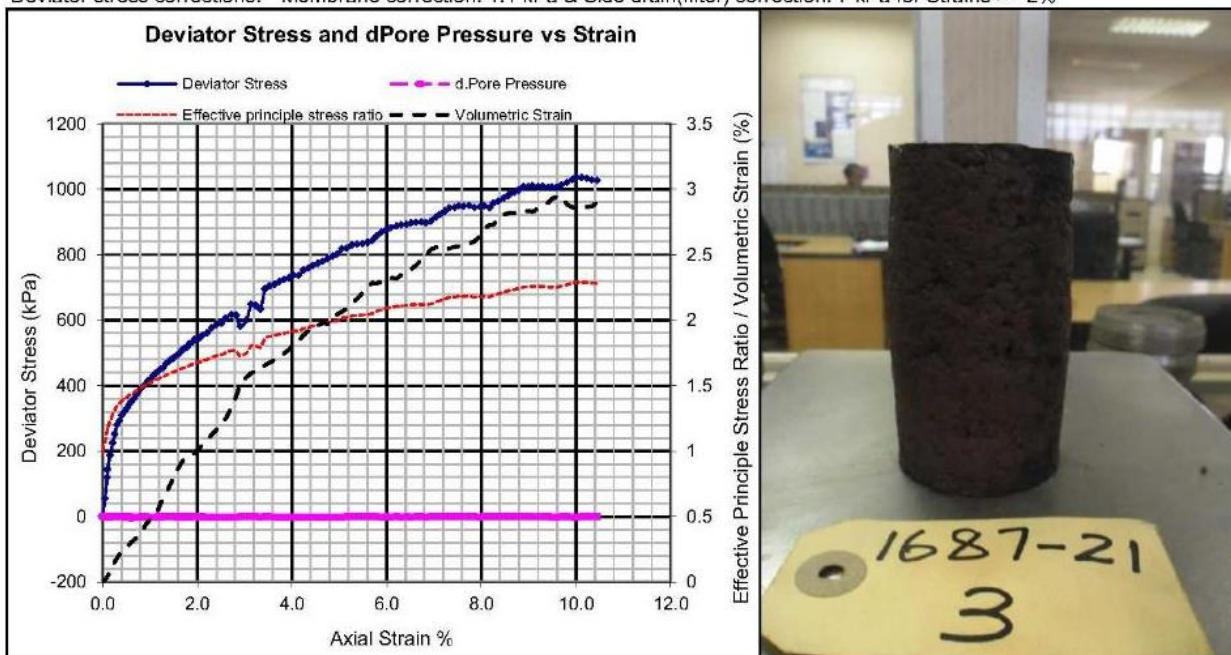 Deviator Stress and dPore Pressure vs Strain
Deviator Stress
d.Pore Pressure
Effective principle stress ratio
Volumetric Strain
1200
1000
800
600
400
200
0
-200
3.5
3
2.5
2
1.5
1
0.5
0
0.0 2.0 4.0 6.0 8.0 10.0 12.0
Axial Strain %
Deviator Stress (kPa)
Effective Principle Stress Ratio / Volumetric Strain (%)
1687-21
3